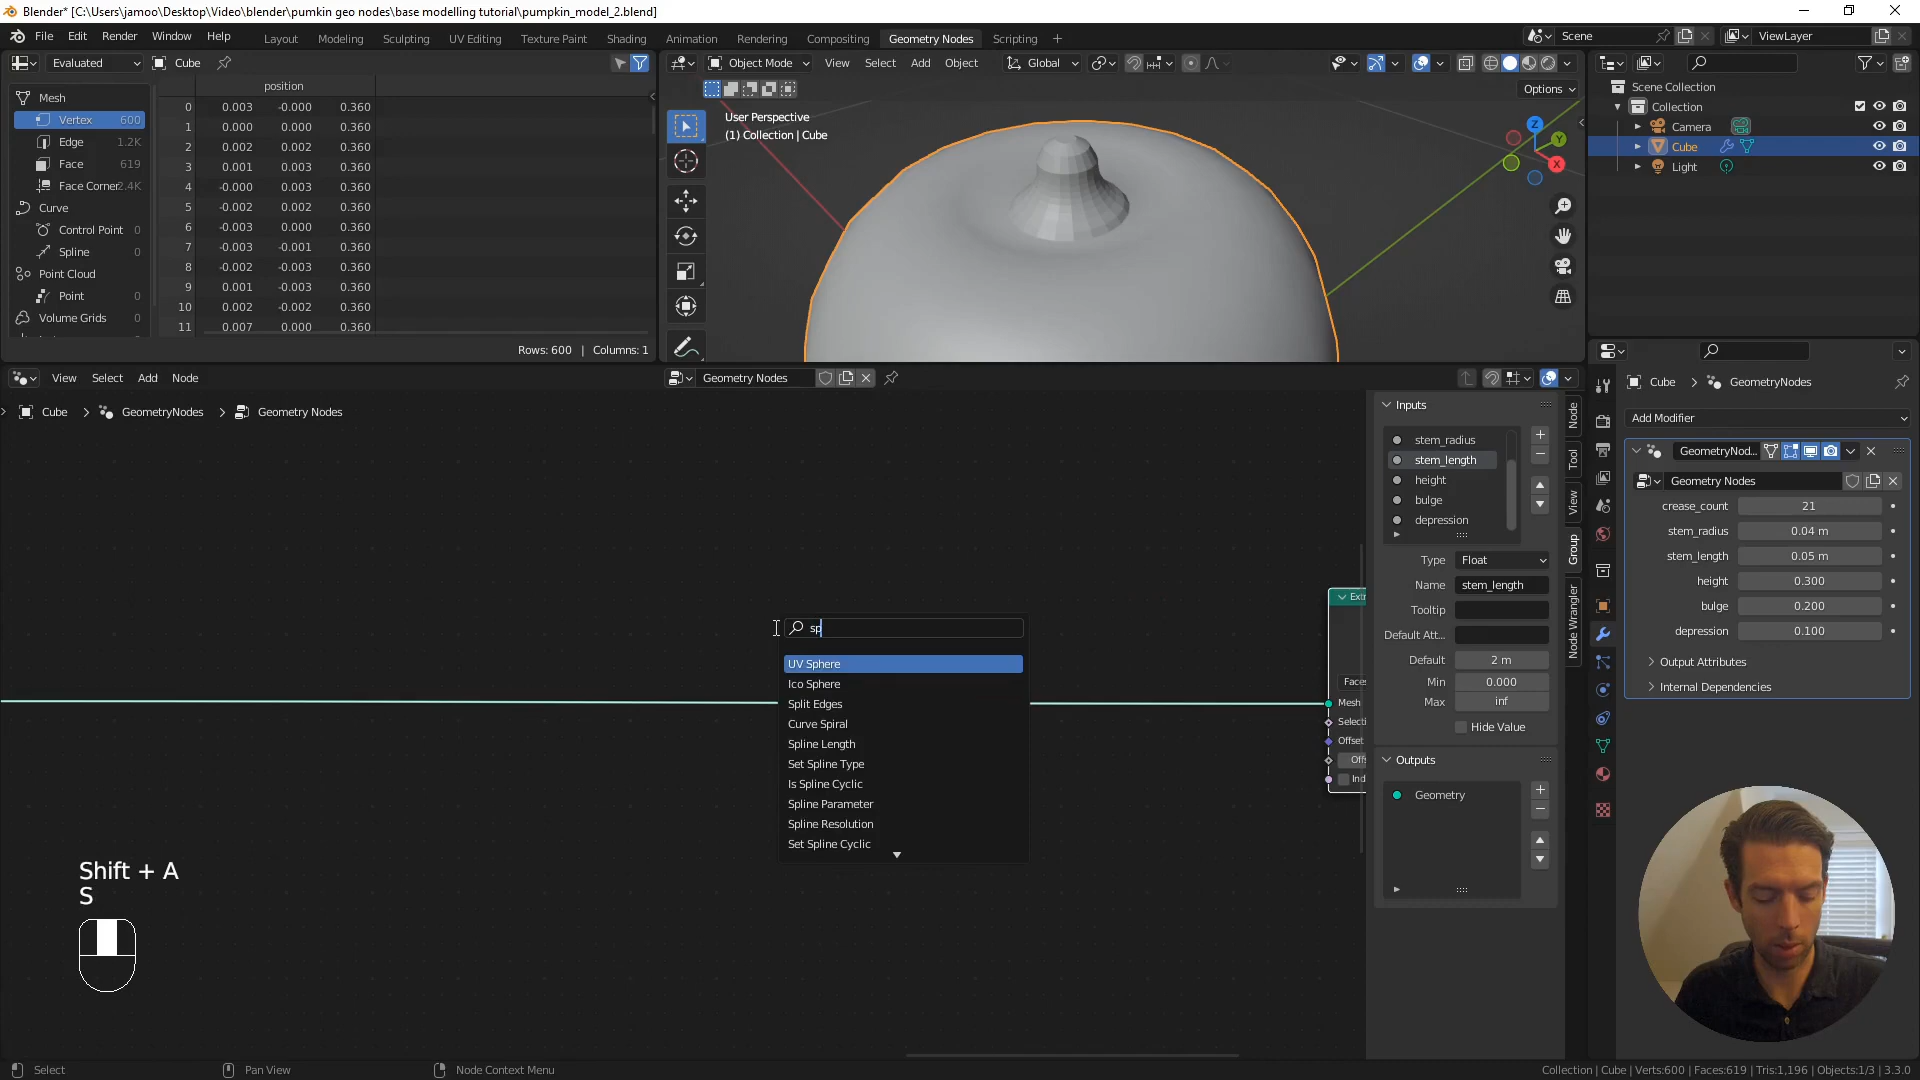 Blender* [C:\Users\jamoo\Desktop\Video\blender\pumkin geo nodes\base modelling tutorial\pumpkin_model_2.blend]
File Edit Render Window Help Layout Modeling Sculpting UV Editing Texture Paint Shading Animation Rendering Compositing Geometry Nodes Scripting + Scene ViewLayer
Evaluated Cube
Object Mode View Select Add Object Global
Options
position
Mesh
Vertex 600
Edge 1.2K
Face 619
Face Corner 2.4K
Curve
Control Point 0
Spline 0
Point Cloud
Point 0
Volume Grids 0
0 0.003 -0.000 0.360
1 0.000 0.000 0.360
2 0.002 0.002 0.360
3 0.001 0.003 0.360
4 -0.000 0.003 0.360
5 -0.002 0.002 0.360
6 -0.003 0.000 0.360
7 -0.003 -0.001 0.360
8 -0.002 -0.003 0.360
9 0.001 -0.003 0.360
10 0.002 -0.002 0.360
11 0.007 0.000 0.360
Rows: 600 | Columns: 1
User Perspective
(1) Collection | Cube
Z
Y
X
Scene Collection
Collection
Camera
Cube
Light
View Select Add Node Geometry Nodes
Cube > GeometryNodes > Geometry Nodes
sp
UV Sphere
Ico Sphere
Split Edges
Curve Spiral
Spline Length
Set Spline Type
Is Spline Cyclic
Spline Parameter
Spline Resolution
Set Spline Cyclic
Extr
Faces
Mesh
Selecti
Offset
Offs
Ind
Shift + A
S
Inputs
stem_radius
stem_length
height
bulge
depression
Type Float
Name stem_length
Tooltip
Default Att...
Default 2 m
Min 0.000
Max inf
Hide Value
Outputs
Geometry
Node
Tool
View
Group
Node Wrangler
Cube > GeometryNodes
Add Modifier
GeometryNod...
Geometry Nodes
crease_count 21
stem_radius 0.04 m
stem_length 0.05 m
height 0.300
bulge 0.200
depression 0.100
Output Attributes
Internal Dependencies
Select Pan View Node Context Menu
Collection | Cube | Verts:600 | Faces:619 | Tris:1,196 | Objects:1/3 | 3.3.0